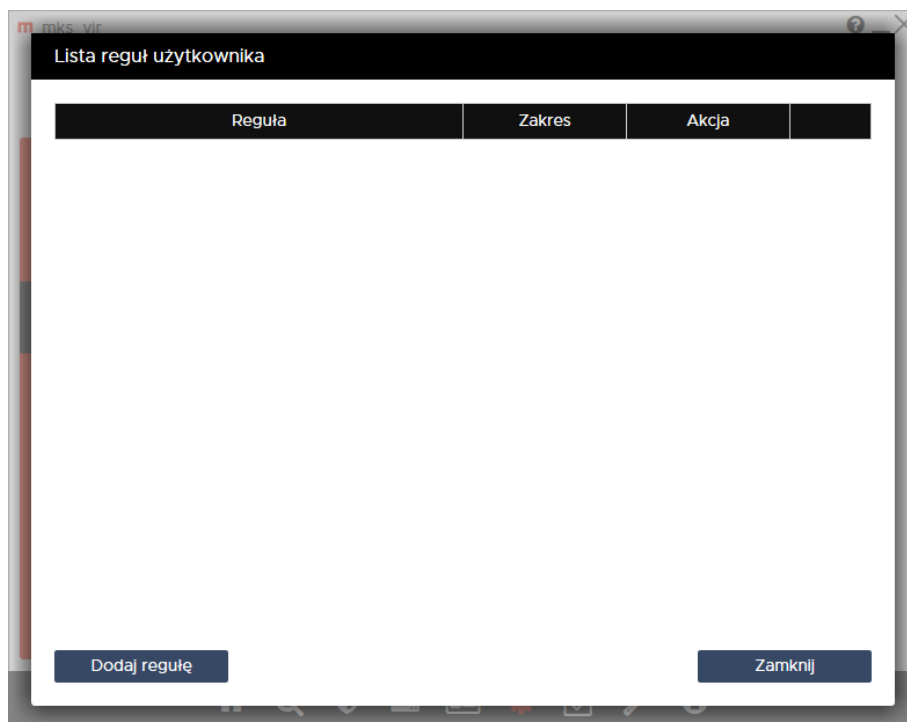 mks_vir
Lista reguł użytkownika
Reguła Zakres Akcja
Dodaj regułę Zamknij